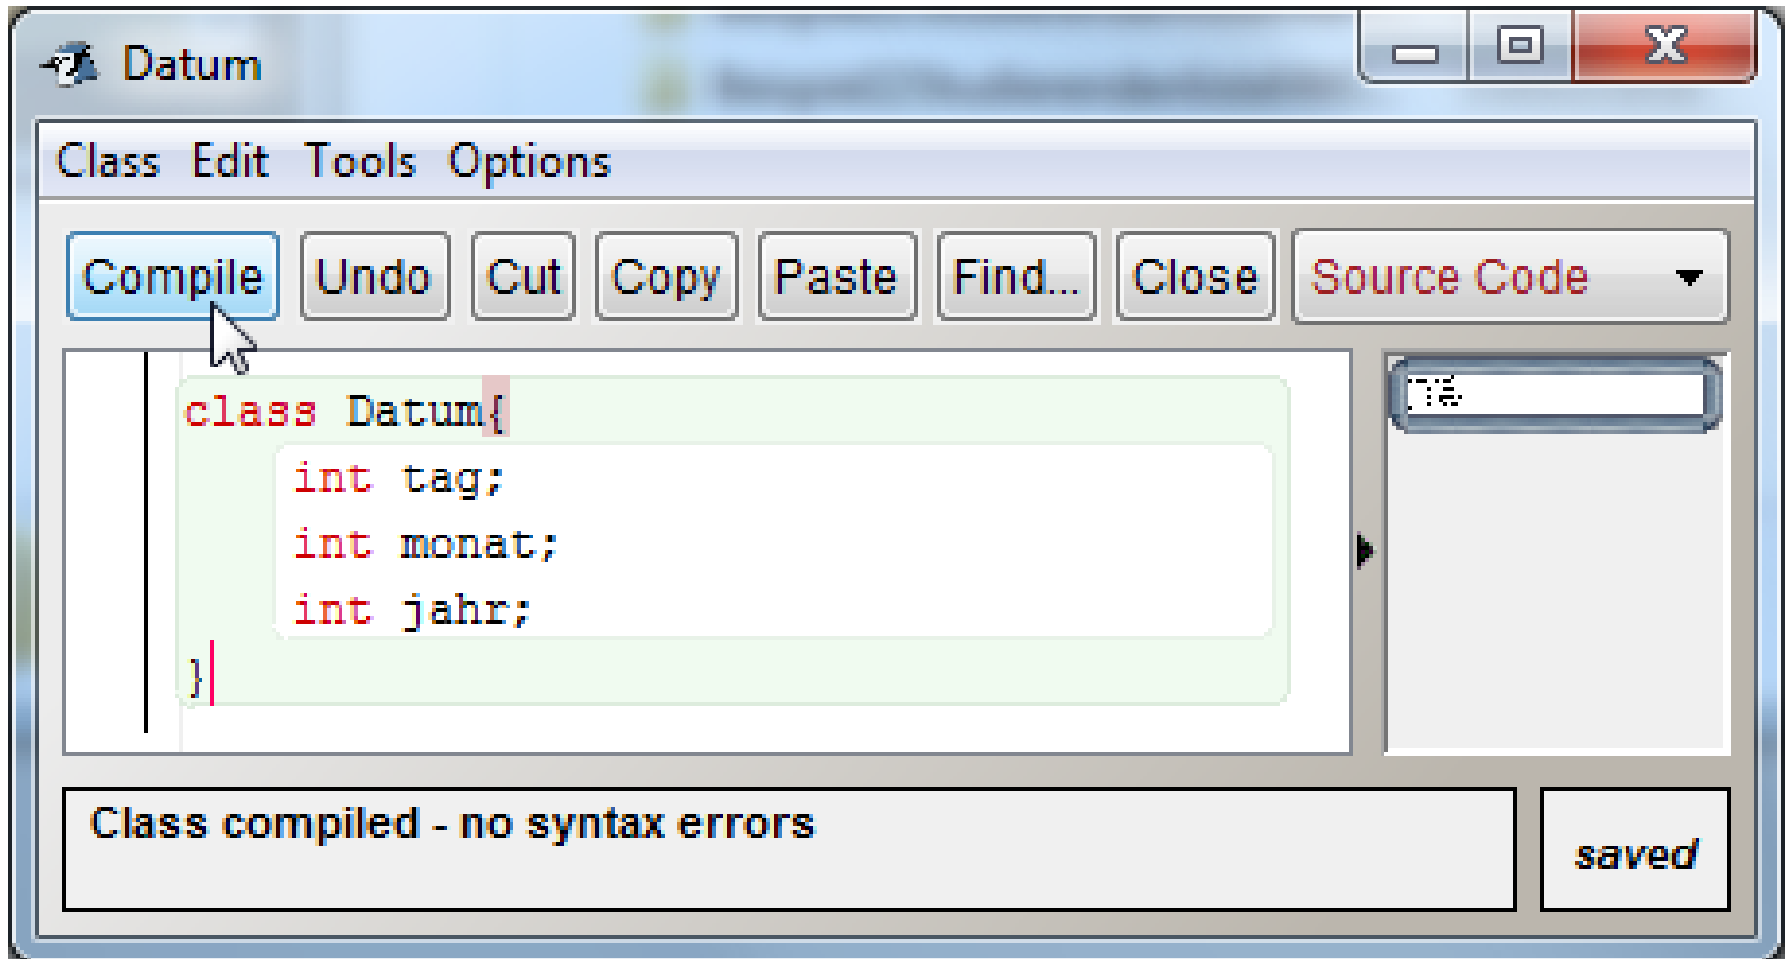 Datum
Class Edit Tools Options
Compile Undo Cut Copy Paste Find... Close Source Code
class Datum{
int tag;
int monat;
int jahr;
}
Class compiled - no syntax errors
saved